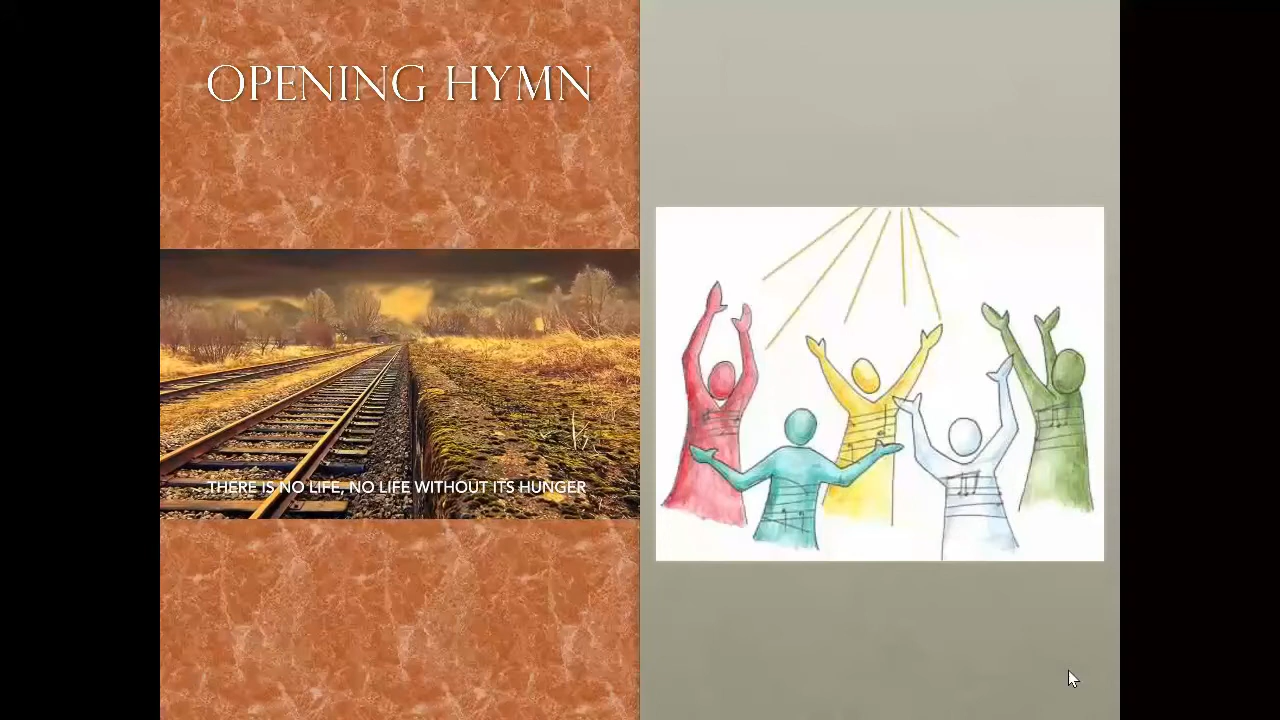 OPENING HYMN
THERE IS NO LIFE, NO LIFE WITHOUT ITS HUNGER